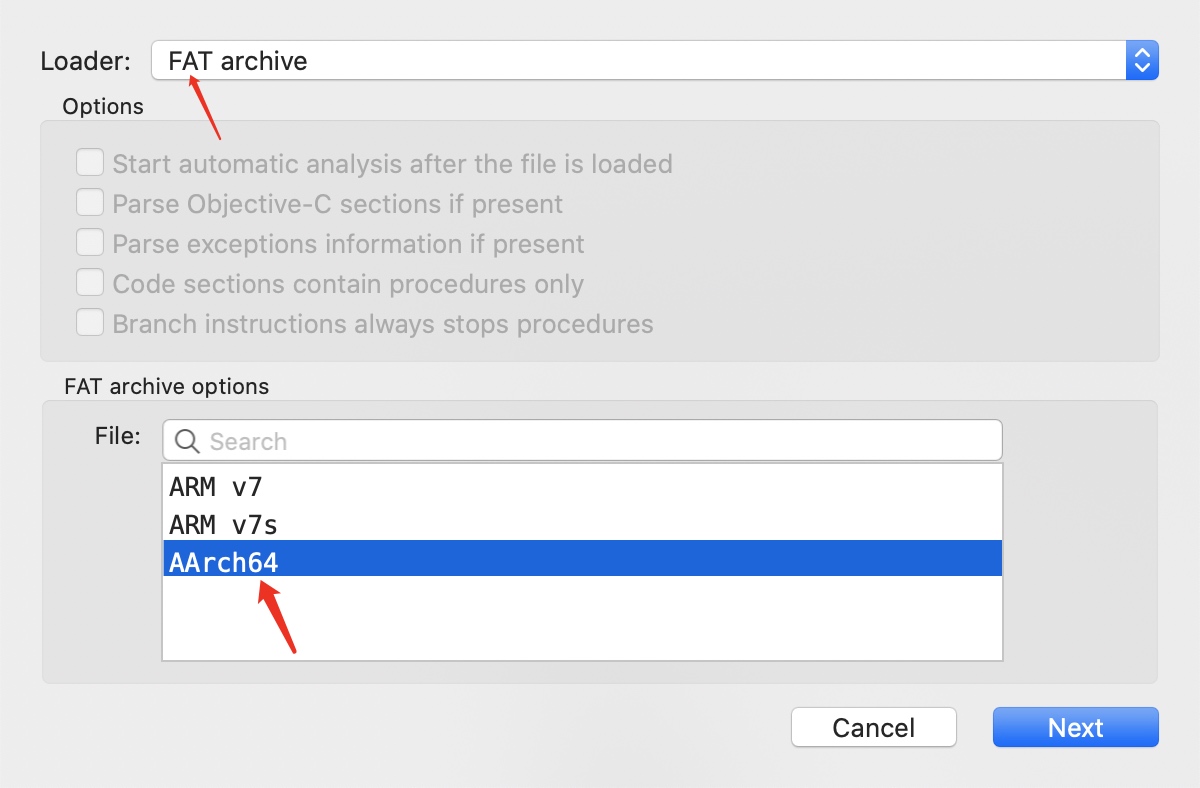 Loader: FAT archive
Options
Start automatic analysis after the file is loaded
Parse Objective-C sections if present
Parse exceptions information if present
Code sections contain procedures only
Branch instructions always stops procedures
FAT archive options
File: Search
ARM v7
ARM v7s
AArch64
Cancel Next